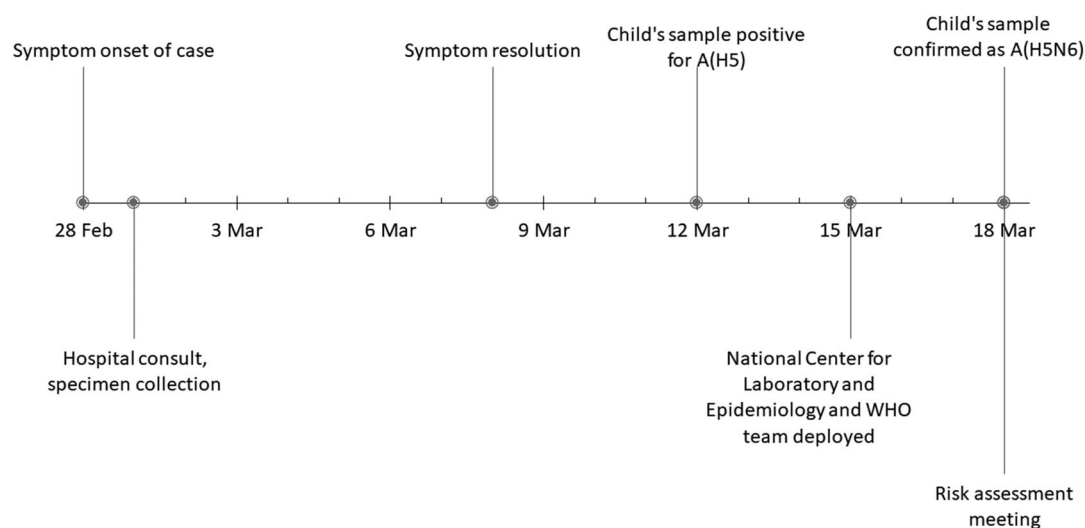 Symptom onset of case
Symptom resolution
Child's sample positive
for A(H5)
Child's sample
confirmed as A(H5N6)
28 Feb
3 Mar
6 Mar
9 Mar
12 Mar
15 Mar
18 Mar
Hospital consult,
specimen collection
National Center for
Laboratory and
Epidemiology and WHO
team deployed
Risk assessment
meeting